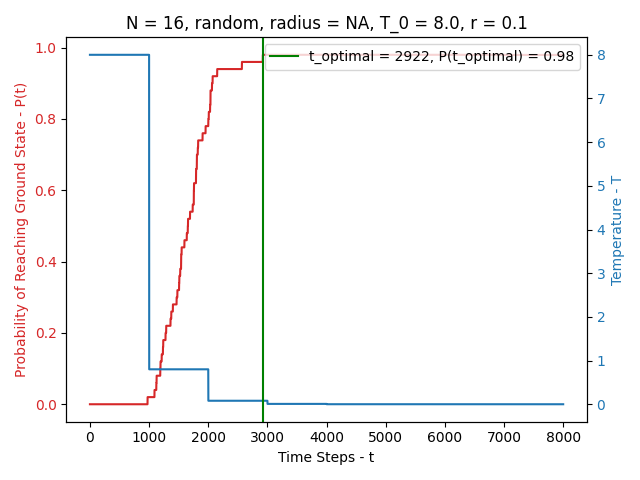 N = 16, random, radius = NA, T_0 = 8.0, r = 0.1
t_optimal = 2922, P(t_optimal) = 0.98
Probability of Reaching Ground State - P(t)
1.0
0.8
0.6
0.4
0.2
0.0
8
7
6
5
4
3
2
1
0
Temperature - T
0 1000 2000 3000 4000 5000 6000 7000 8000
Time Steps - t